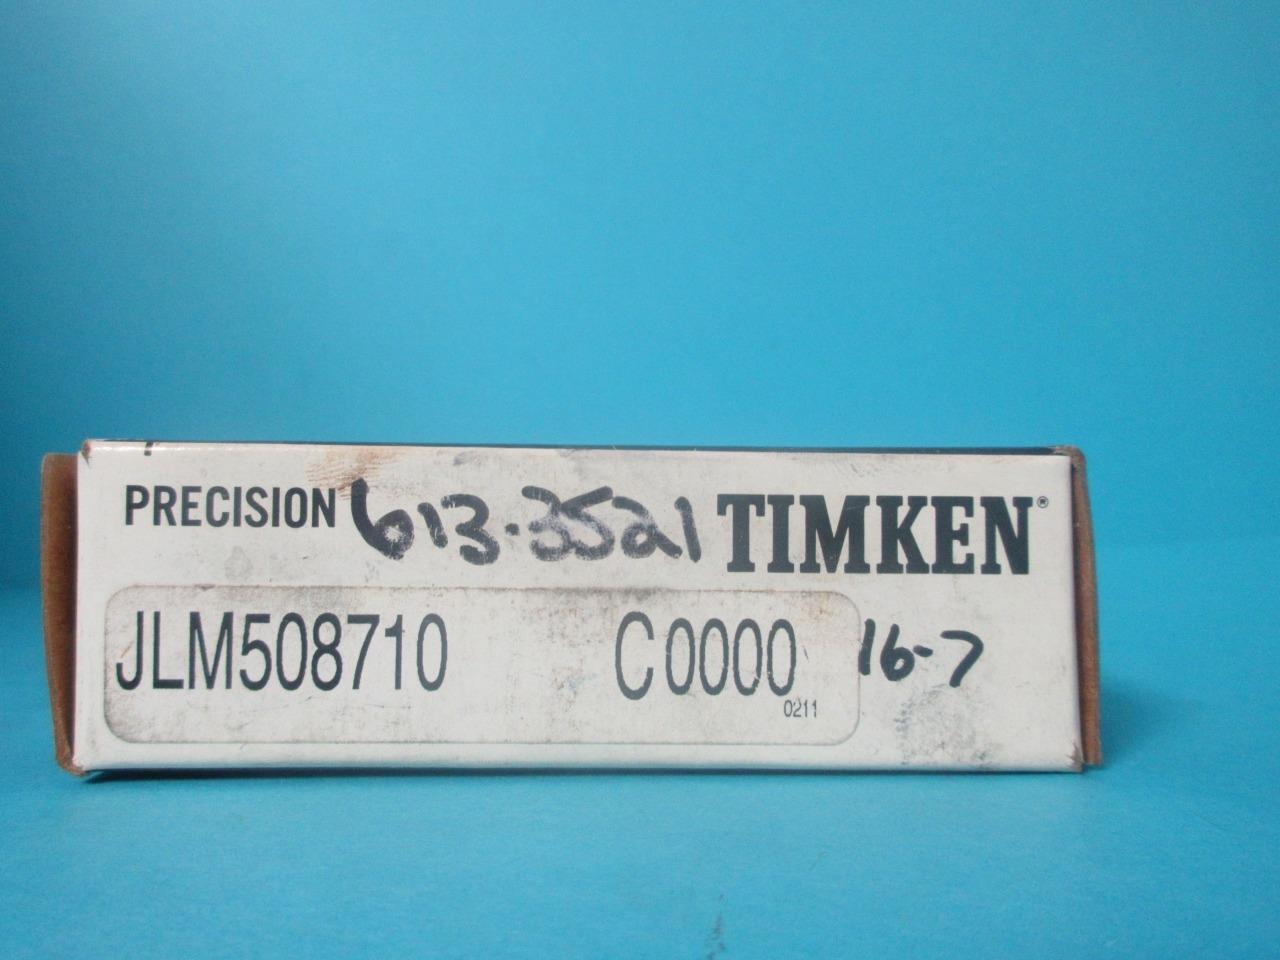 PRECISION 613-3521 TIMKEN®
JLM508710 C0000 16-7
0211